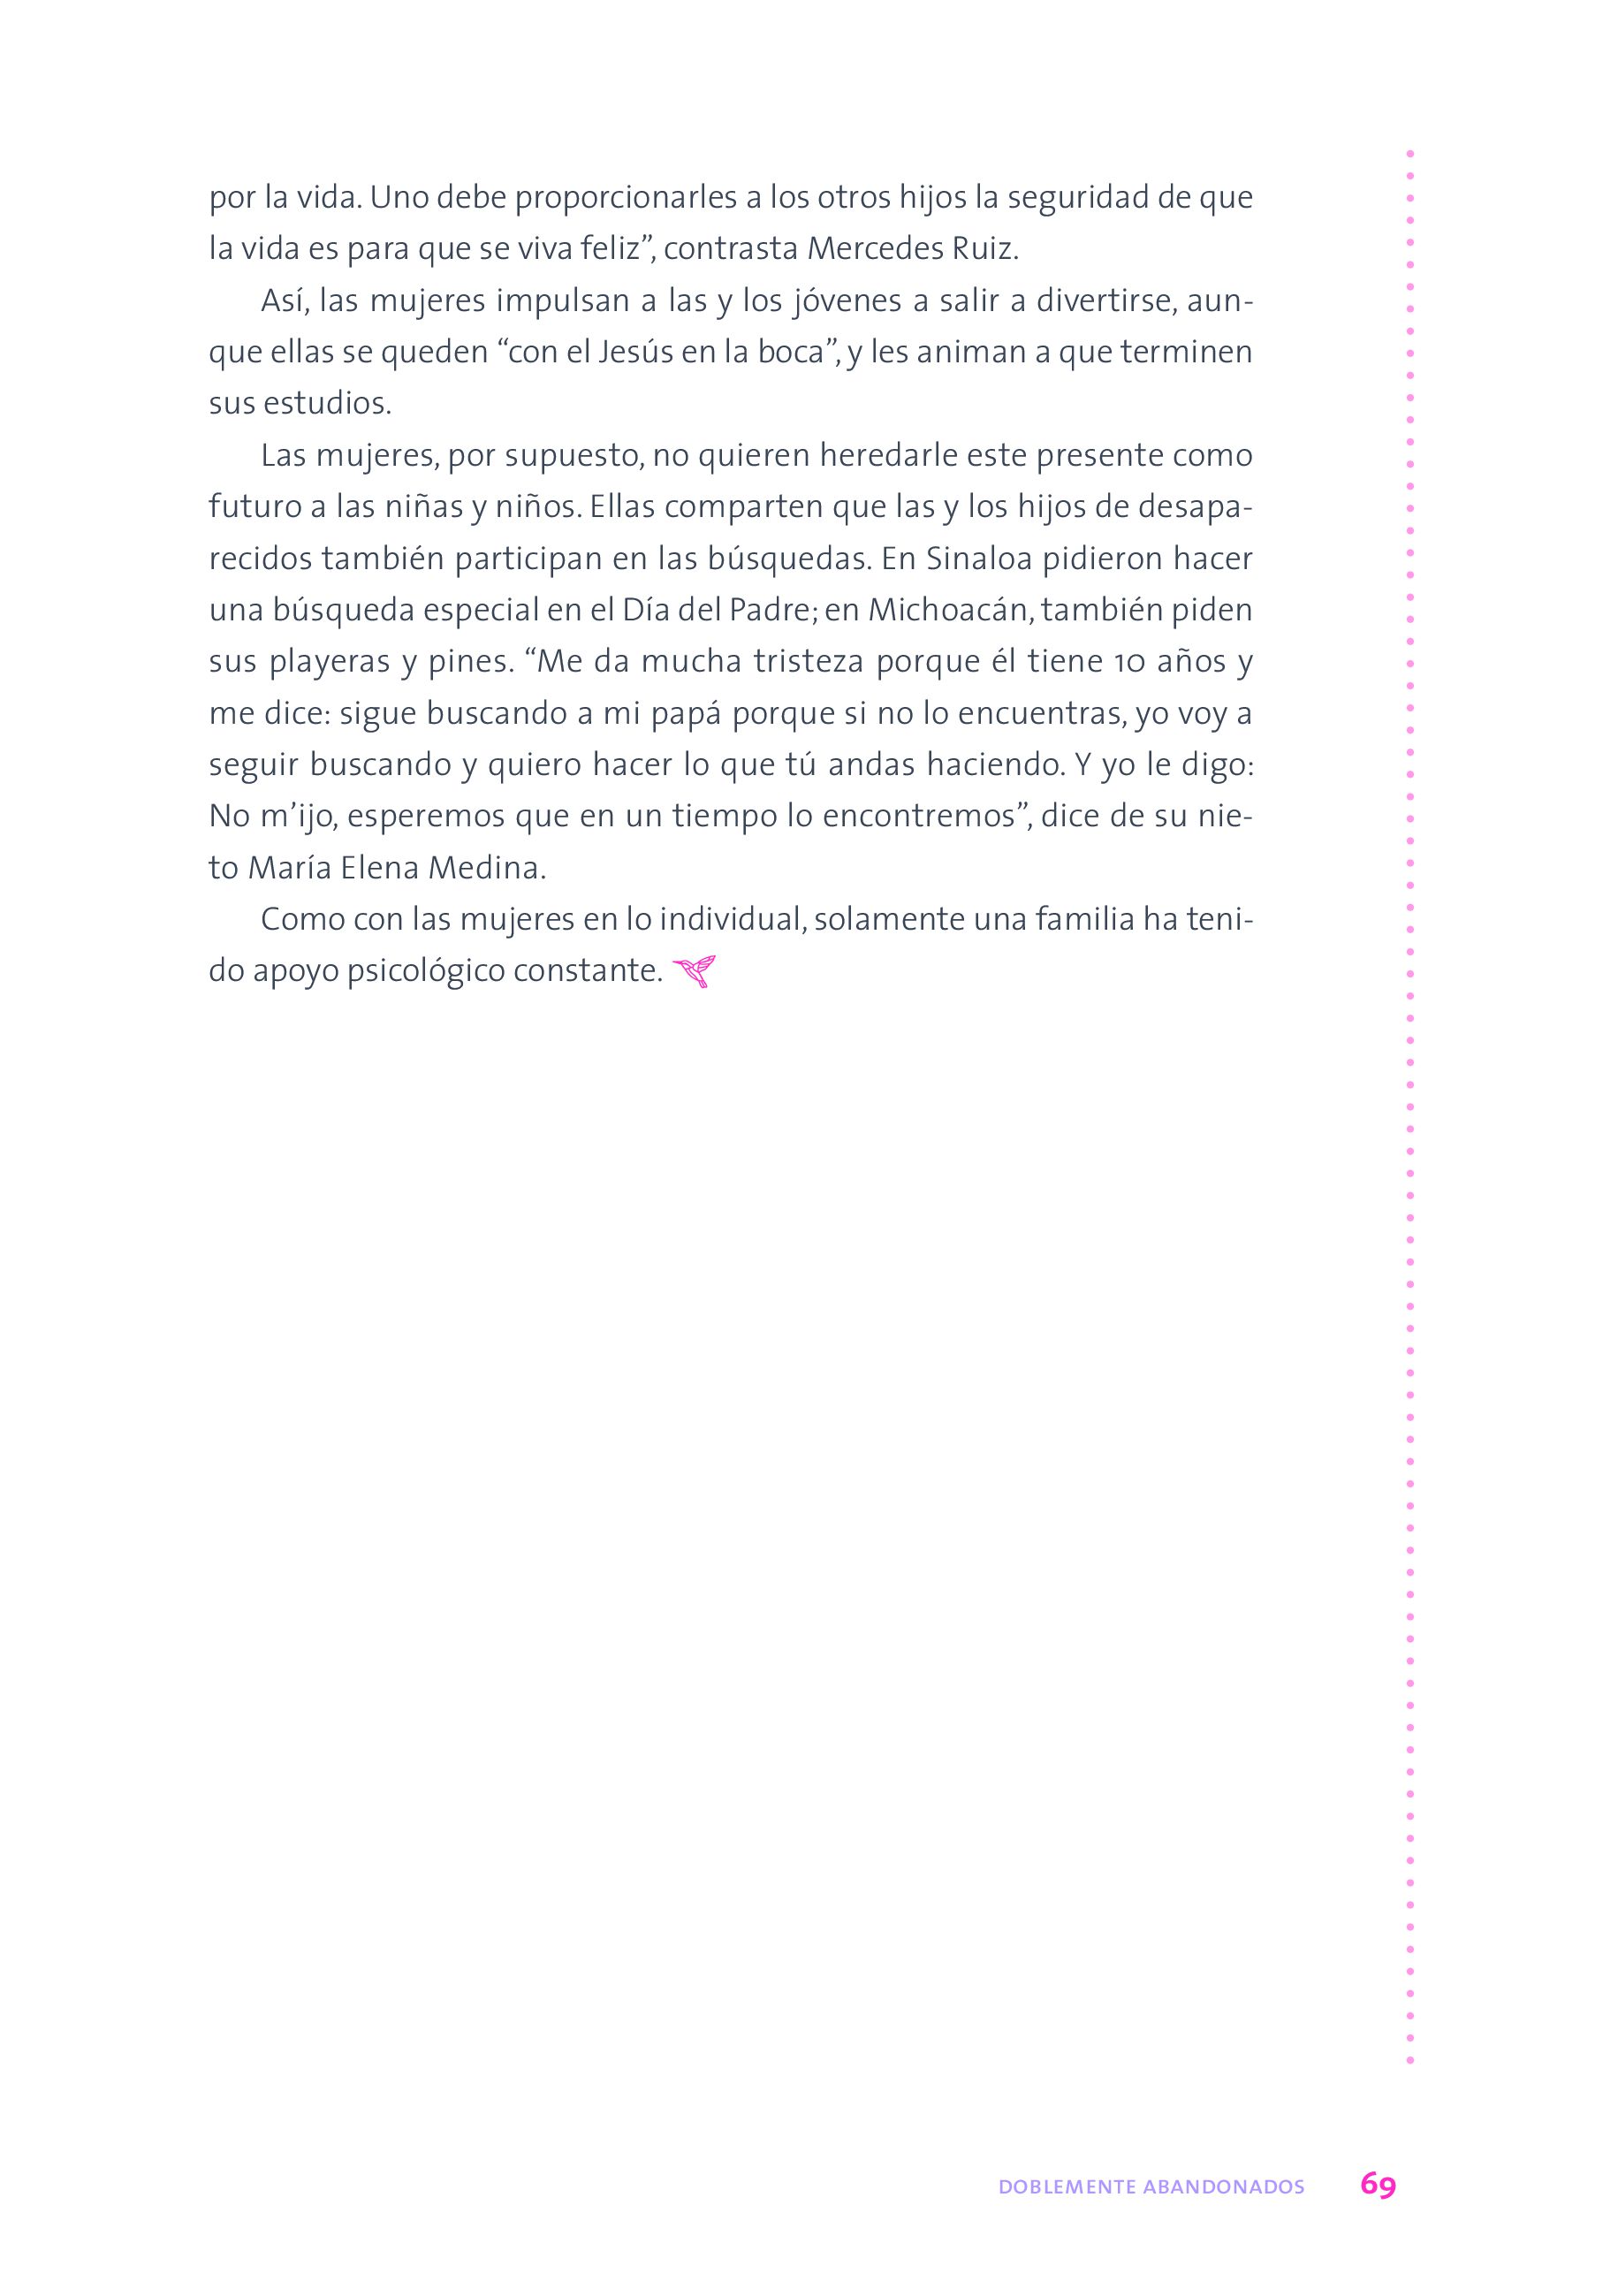 por la vida. Uno debe proporcionarles a los otros hijos la seguridad de que
la vida es para que se viva feliz”, contrasta Mercedes Ruiz.
Así, las mujeres impulsan a las y los jóvenes a salir a divertirse, aun-
que ellas se queden “con el Jesús en la boca”, y les animan a que terminen
sus estudios.
Las mujeres, por supuesto, no quieren heredarle este presente como
futuro a las niñas y niños. Ellas comparten que las y los hijos de desapa-
recidos también participan en las búsquedas. En Sinaloa pidieron hacer
una búsqueda especial en el Día del Padre; en Michoacán, también piden
sus playeras y pines. “Me da mucha tristeza porque él tiene 10 años y
me dice: sigue buscando a mi papá porque si no lo encuentras, yo voy a
seguir buscando y quiero hacer lo que tú andas haciendo. Y yo le digo:
No m’ijo, esperemos que en un tiempo lo encontremos”, dice de su nie-
to María Elena Medina.
Como con las mujeres en lo individual, solamente una familia ha teni-
do apoyo psicológico constante.
DOBLEMENTE ABANDONADOS 69